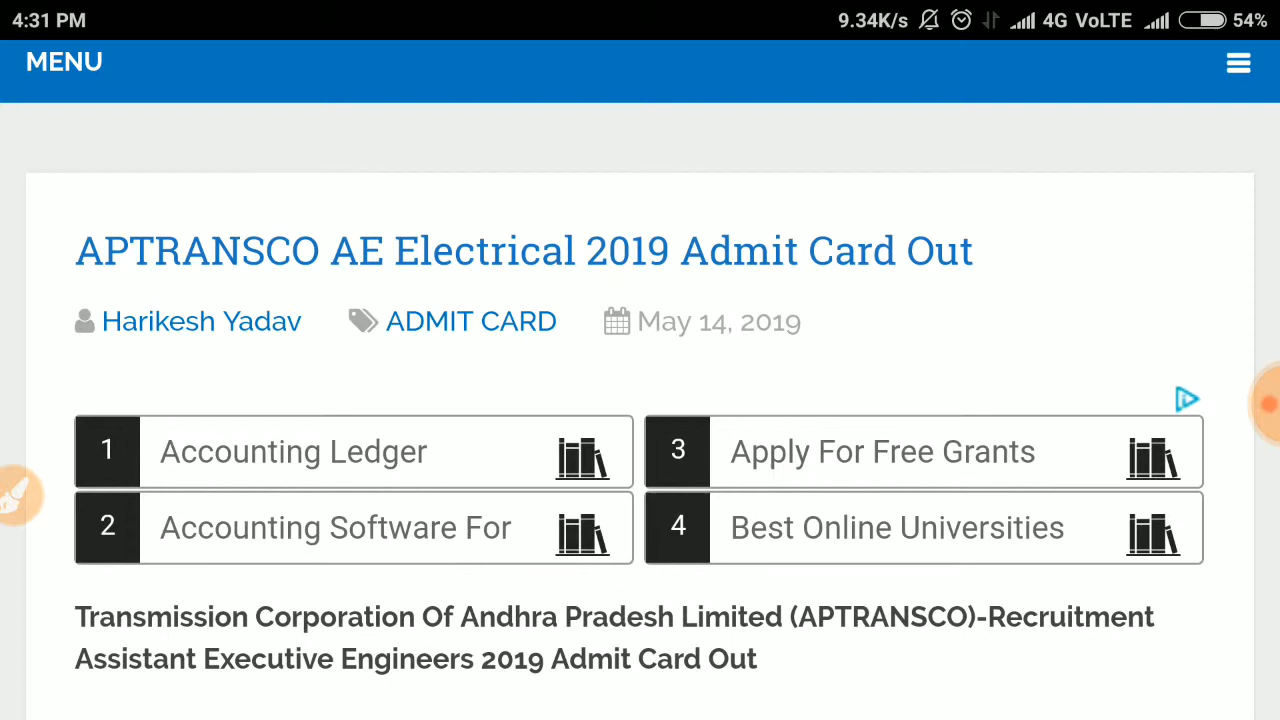 4:31 PM 9.34K/s 4G VoLTE 54%
MENU
APTRANSCO AE Electrical 2019 Admit Card Out
Harikesh Yadav ADMIT CARD May 14, 2019
1 Accounting Ledger 3 Apply For Free Grants
2 Accounting Software For 4 Best Online Universities
Transmission Corporation Of Andhra Pradesh Limited (APTRANSCO)-Recruitment
Assistant Executive Engineers 2019 Admit Card Out